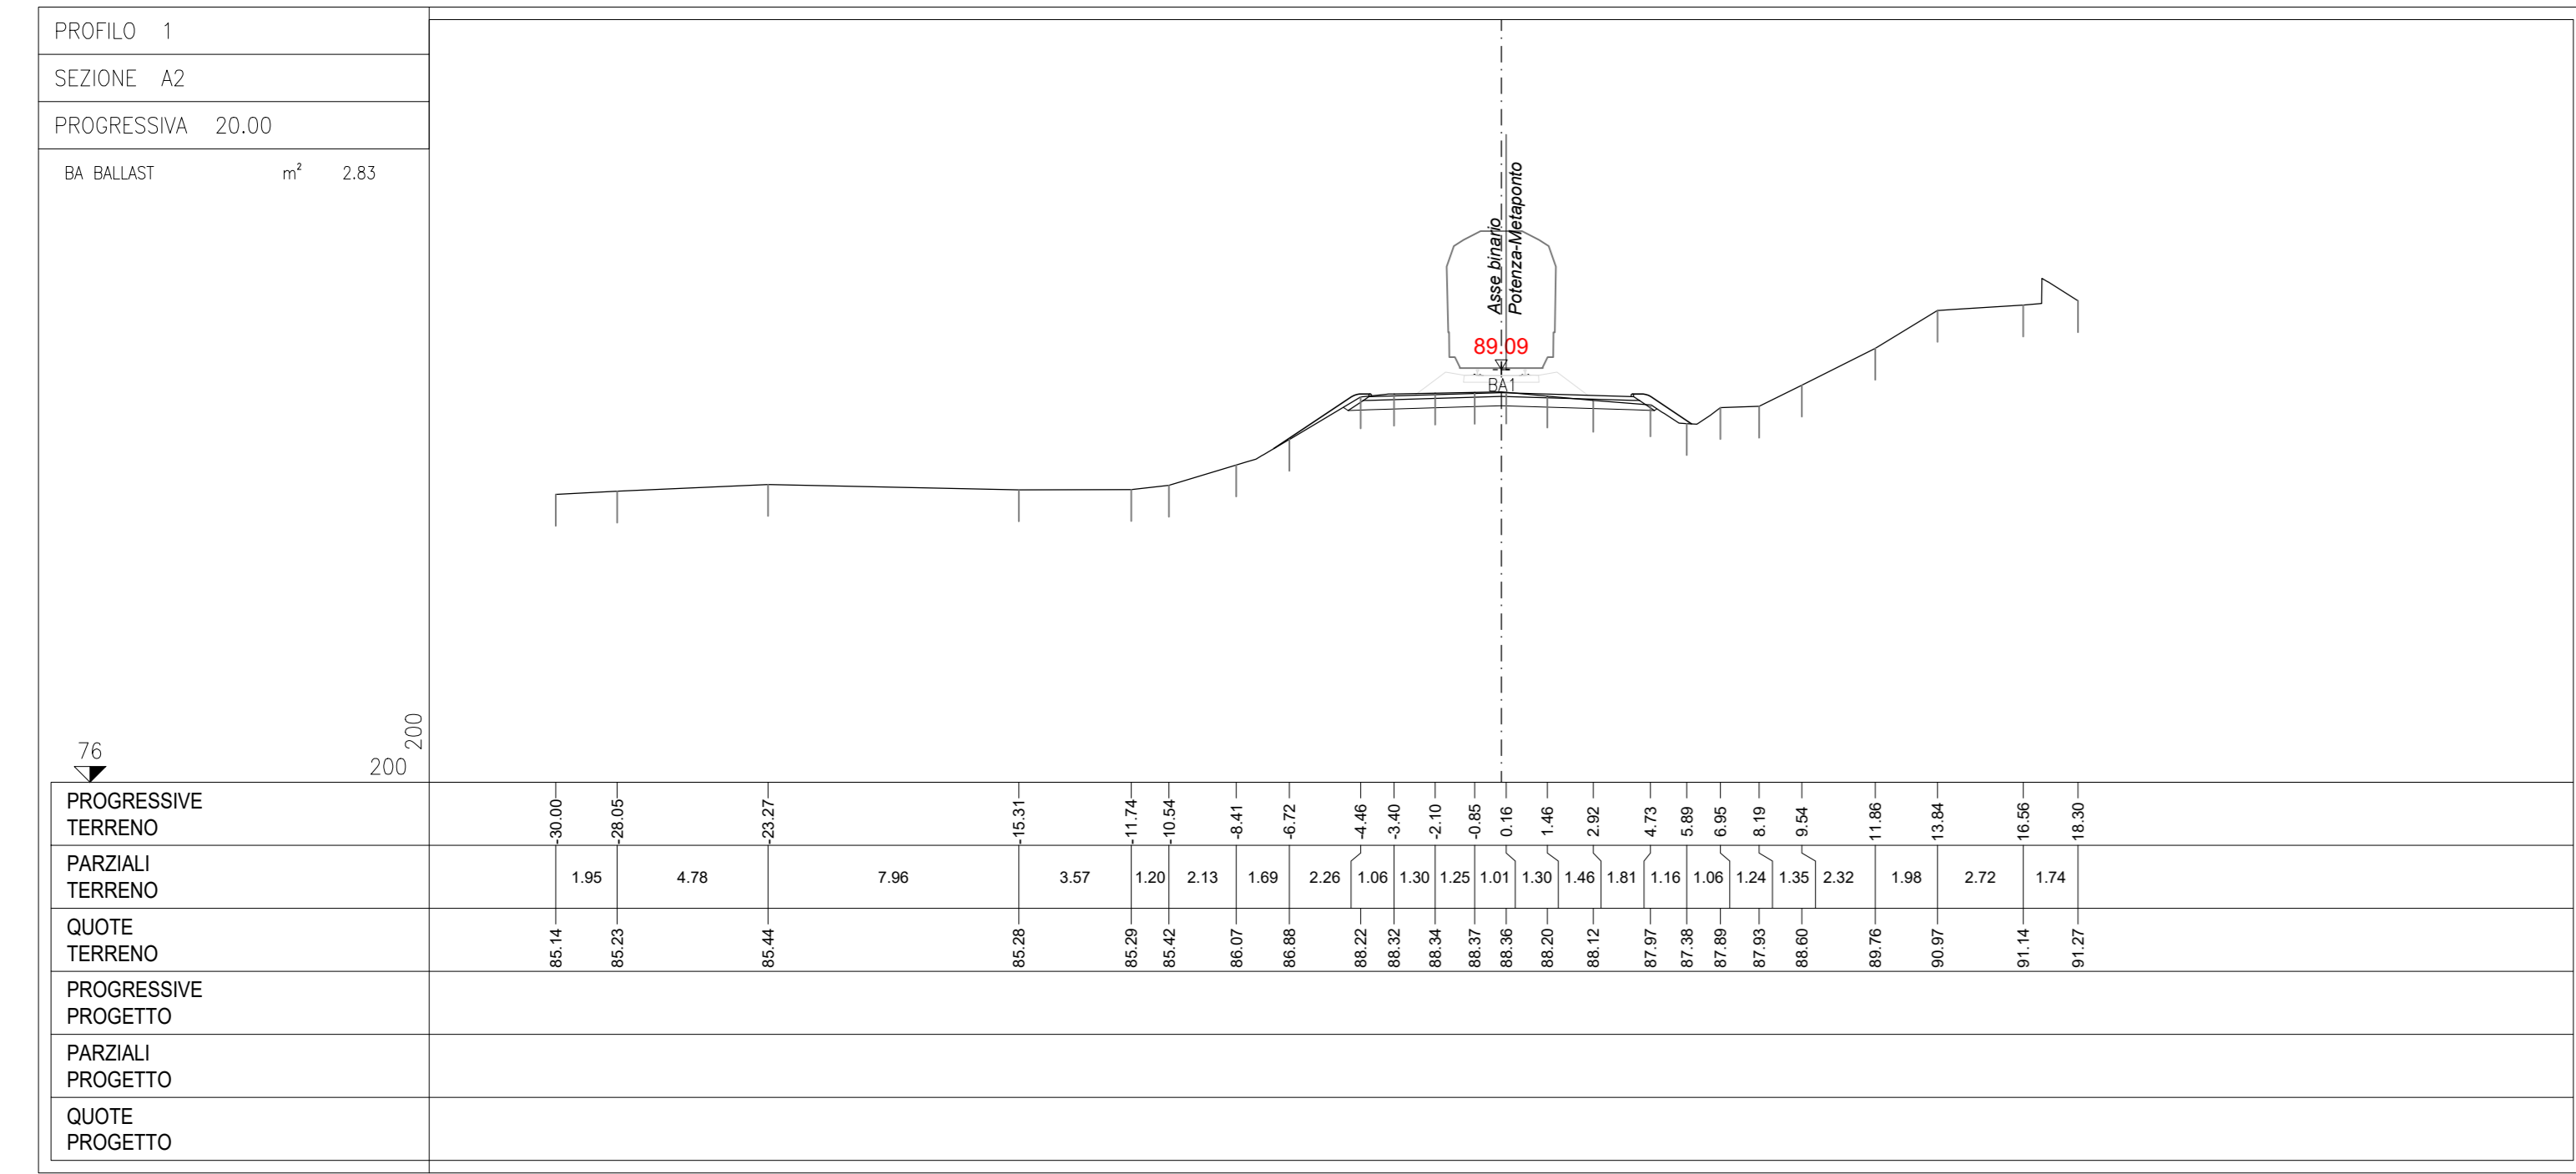 PROFILO 1
SEZIONE A2
PROGRESSIVA 20.00
BA BALLAST m² 2.83
Asse binario
Potenza-Metaponto
89.09
BA1
76
200
200
PROGRESSIVE
TERRENO
-30.00 -28.05 -23.27 -15.31 -11.74 -10.54 -8.41 -6.72 -4.46 -3.40 -2.10 -0.85 0.16 1.46 2.92 4.73 5.89 6.95 8.19 9.54 11.86 13.84 16.56 18.30
PARZIALI
TERRENO
1.95 4.78 7.96 3.57 1.20 2.13 1.69 2.26 1.06 1.30 1.25 1.01 1.30 1.46 1.81 1.16 1.06 1.24 1.35 2.32 1.98 2.72 1.74
QUOTE
TERRENO
85.14 85.23 85.44 85.28 85.29 85.42 86.07 86.88 88.22 88.32 88.34 88.37 88.36 88.20 88.12 87.97 87.38 87.89 87.93 88.60 89.76 90.97 91.14 91.27
PROGRESSIVE
PROGETTO
PARZIALI
PROGETTO
QUOTE
PROGETTO